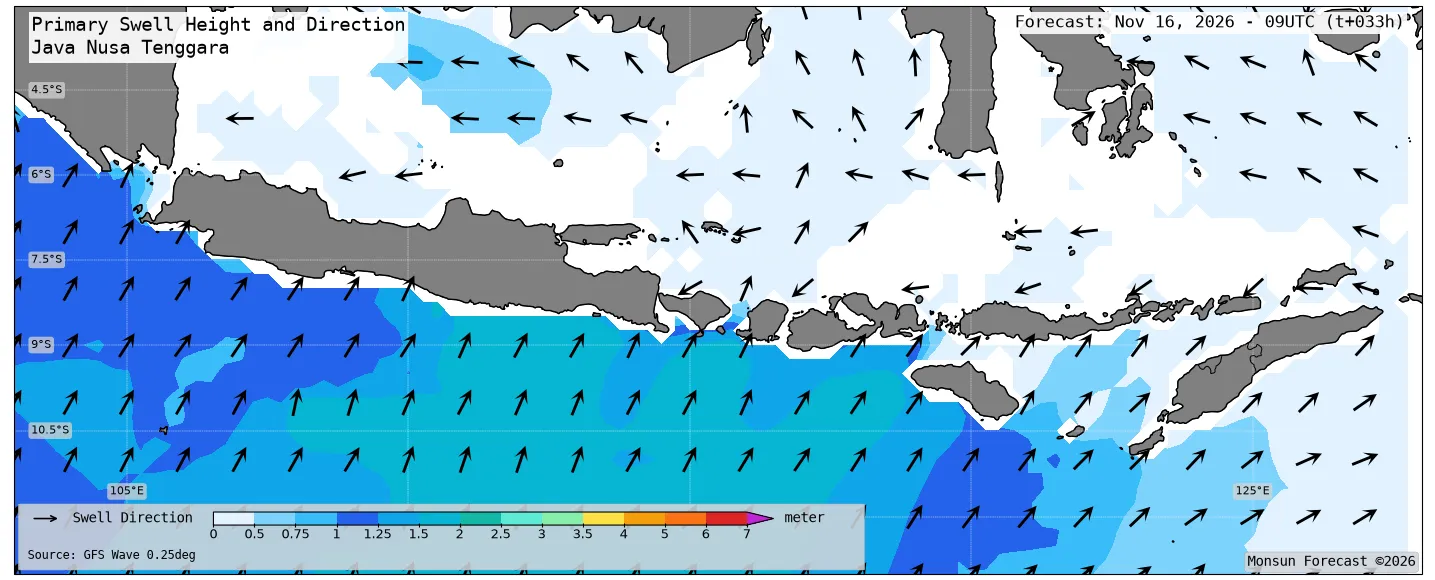 Primary Swell Height and Direction
Java Nusa Tenggara
Forecast: Nov 16, 2026 - 09UTC (t+033h)
4.5°S
6°S
7.5°S
9°S
10.5°S
105°E
125°E
Swell Direction
0 0.5 0.75 1 1.25 1.5 2 2.5 3 3.5 4 5 6 7
meter
Source: GFS Wave 0.25deg
Monsun Forecast ©2026